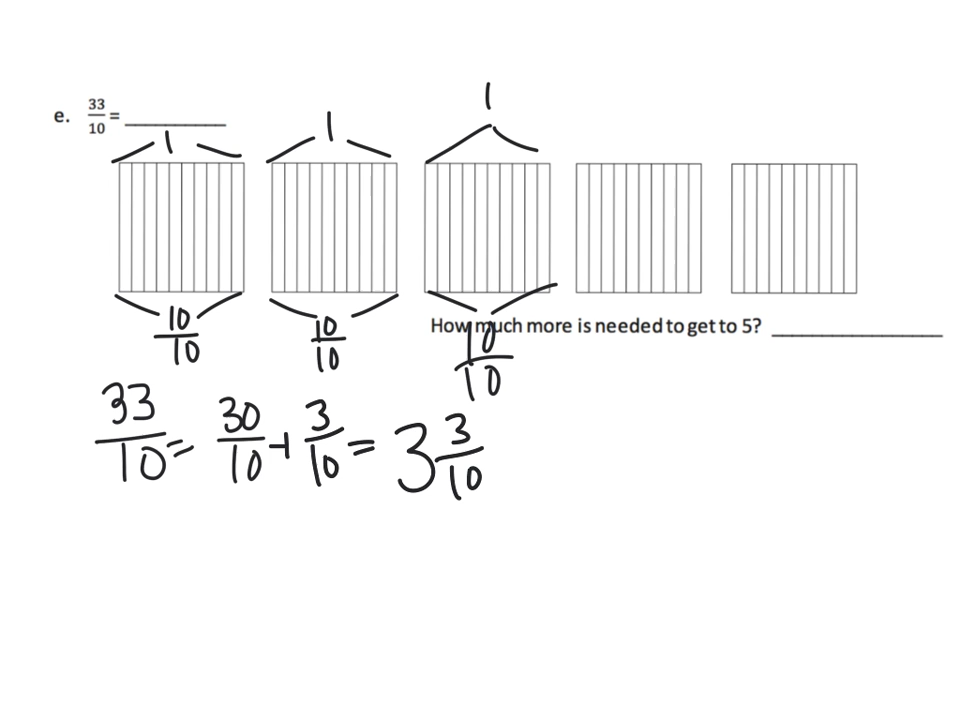 1
e. 33/10 = __________
1 1
10/10 10/10 10/10
How much more is needed to get to 5? _______________
33/10 = 30/10 + 3/10 = 3 3/10